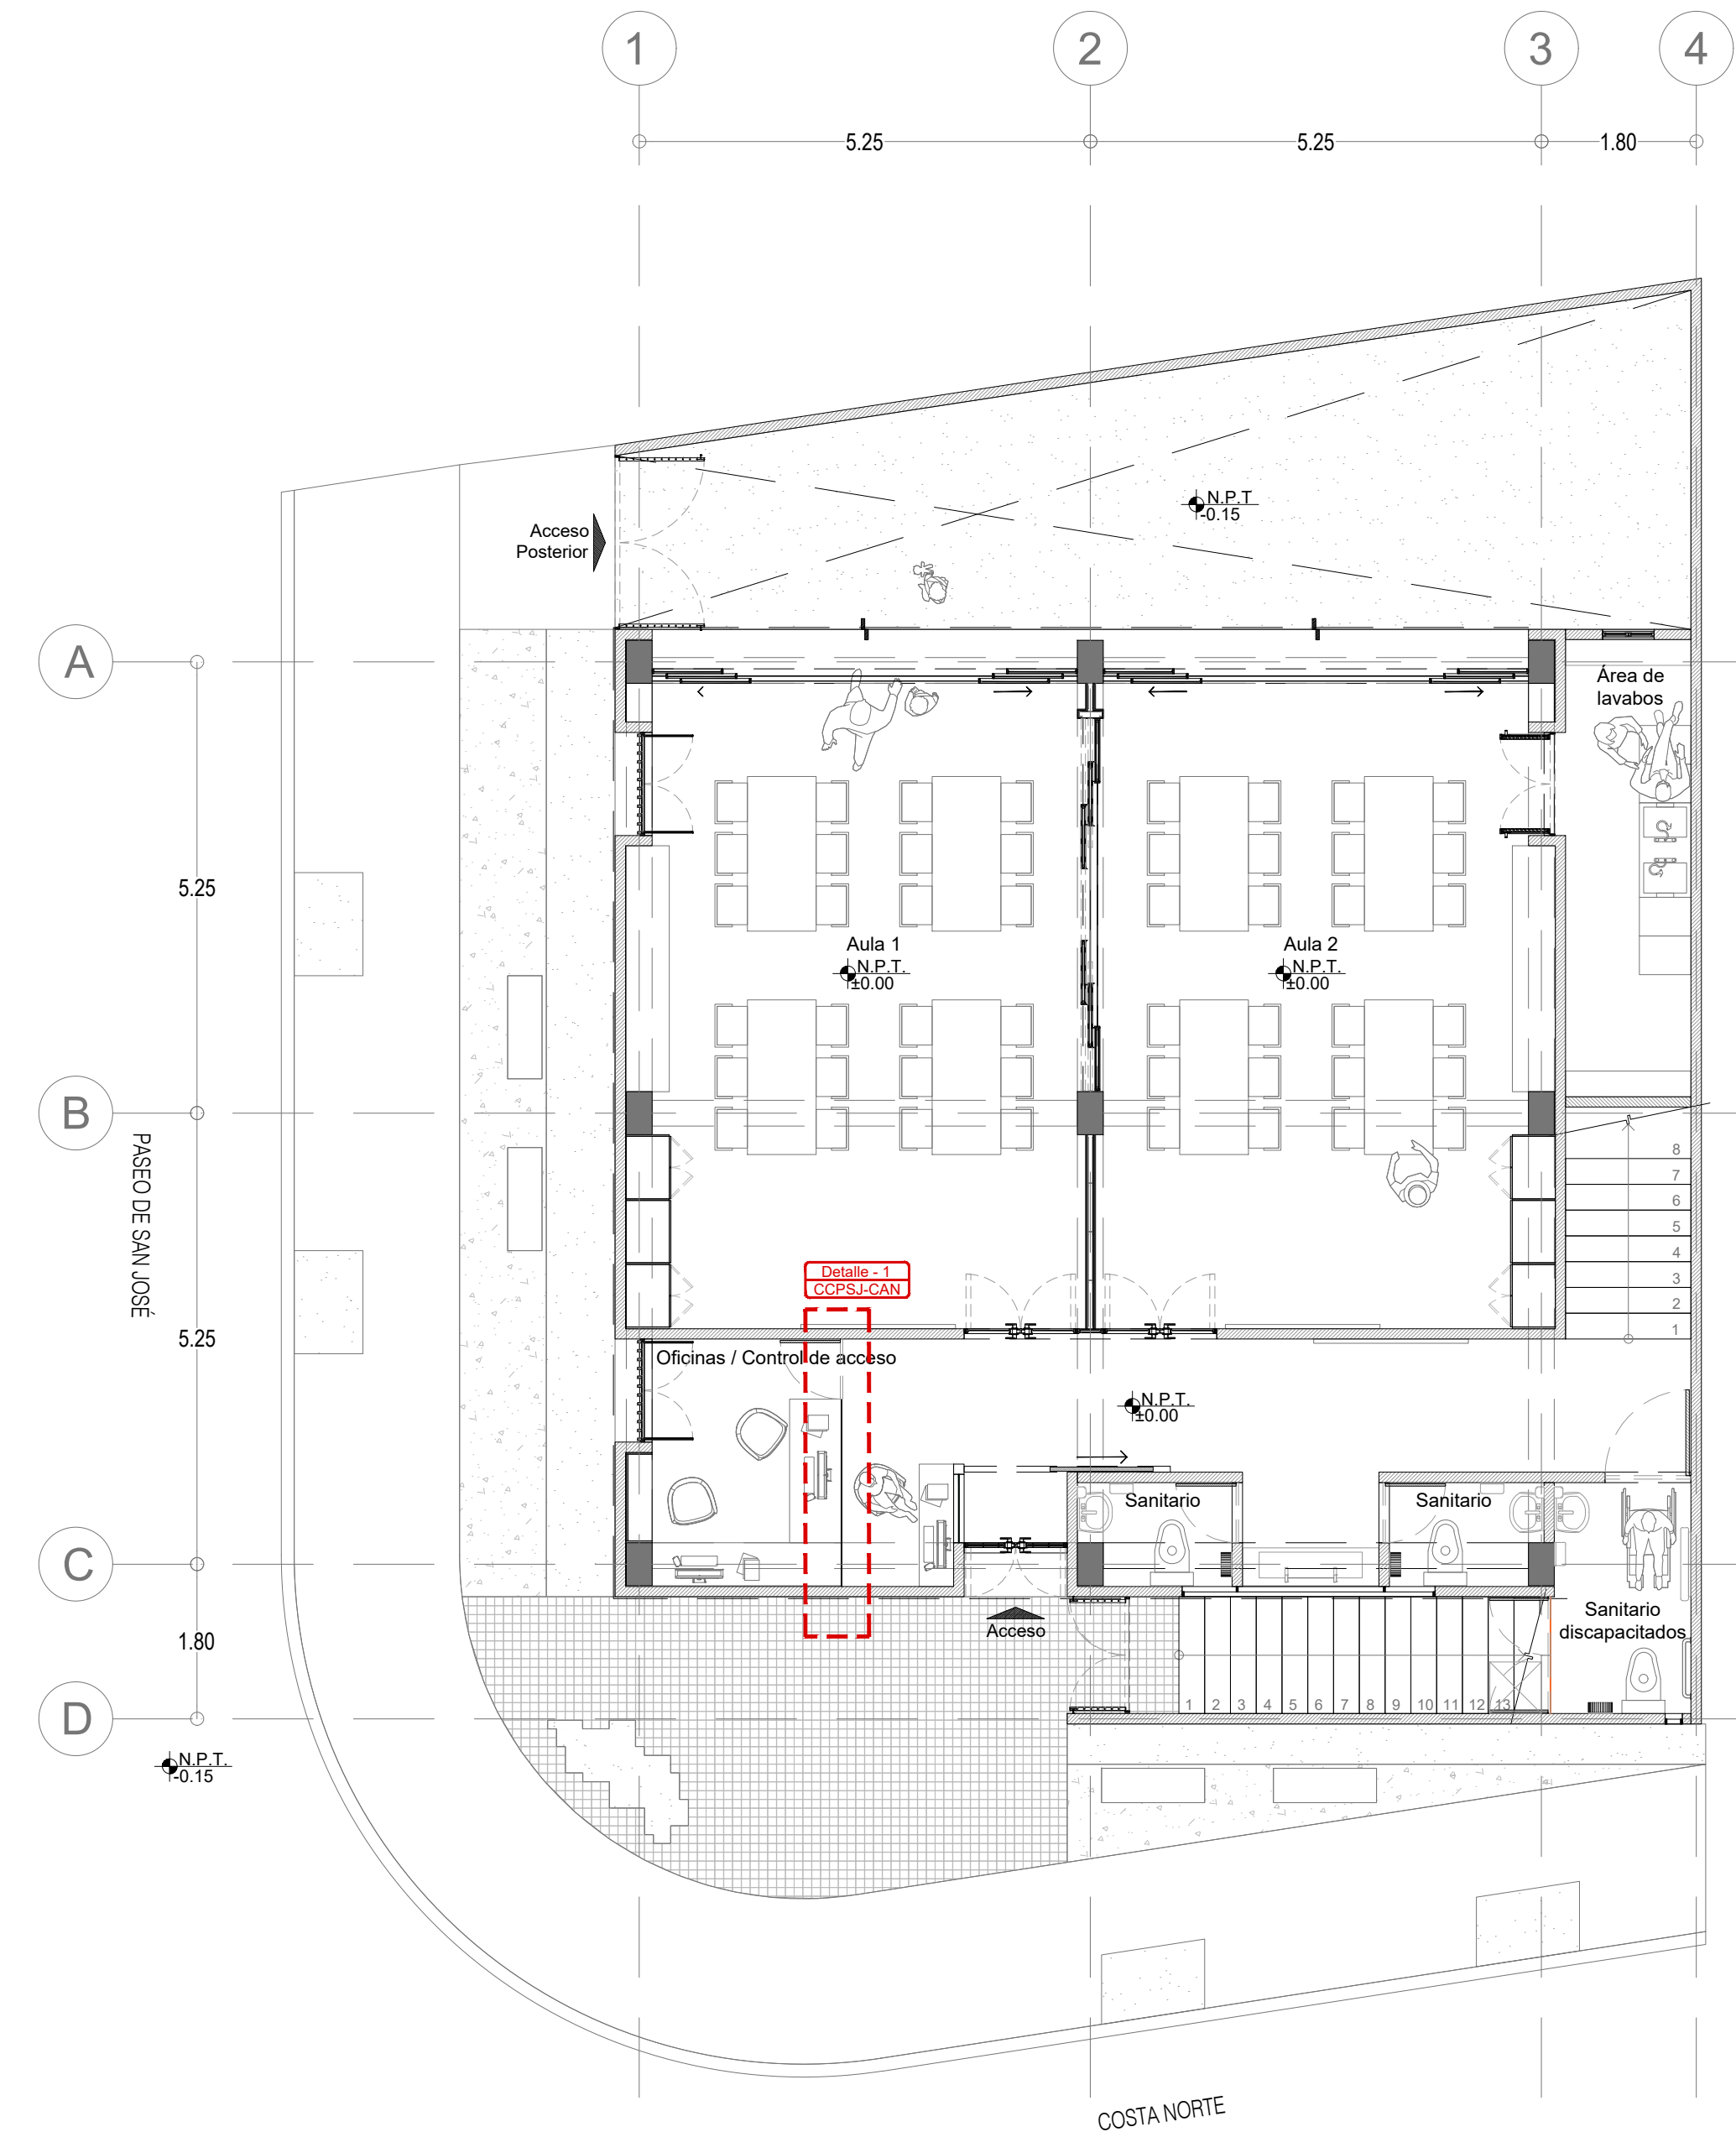 1
2
3
4
5.25
5.25
1.80
N.P.T
-0.15
Acceso
Posterior
A
Área de
lavabos
5.25
Aula 1
N.P.T.
±0.00
Aula 2
N.P.T.
±0.00
B
PASEO DE SAN JOSÉ
8
7
6
5
4
3
2
1
5.25
Detalle - 1
CCPSJ-CAN
Oficinas / Control de acceso
N.P.T.
±0.00
Sanitario
Sanitario
C
Acceso
Sanitario
discapacitados
1.80
1
2
3
4
5
6
7
8
9
10
11
12
13
D
N.P.T.
-0.15
COSTA NORTE